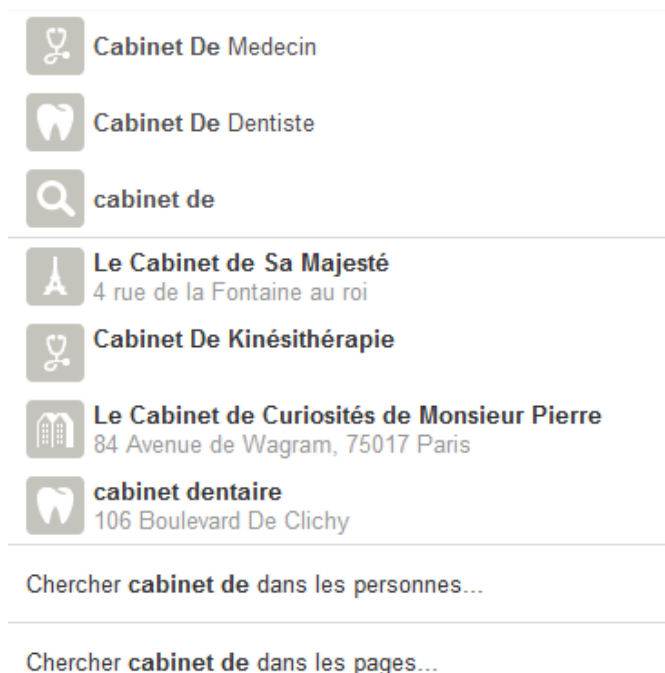 Cabinet De Medecin
Cabinet De Dentiste
cabinet de
Le Cabinet de Sa Majesté
4 rue de la Fontaine au roi
Cabinet De Kinésithérapie
Le Cabinet de Curiosités de Monsieur Pierre
84 Avenue de Wagram, 75017 Paris
cabinet dentaire
106 Boulevard De Clichy
Chercher cabinet de dans les personnes...
Chercher cabinet de dans les pages...